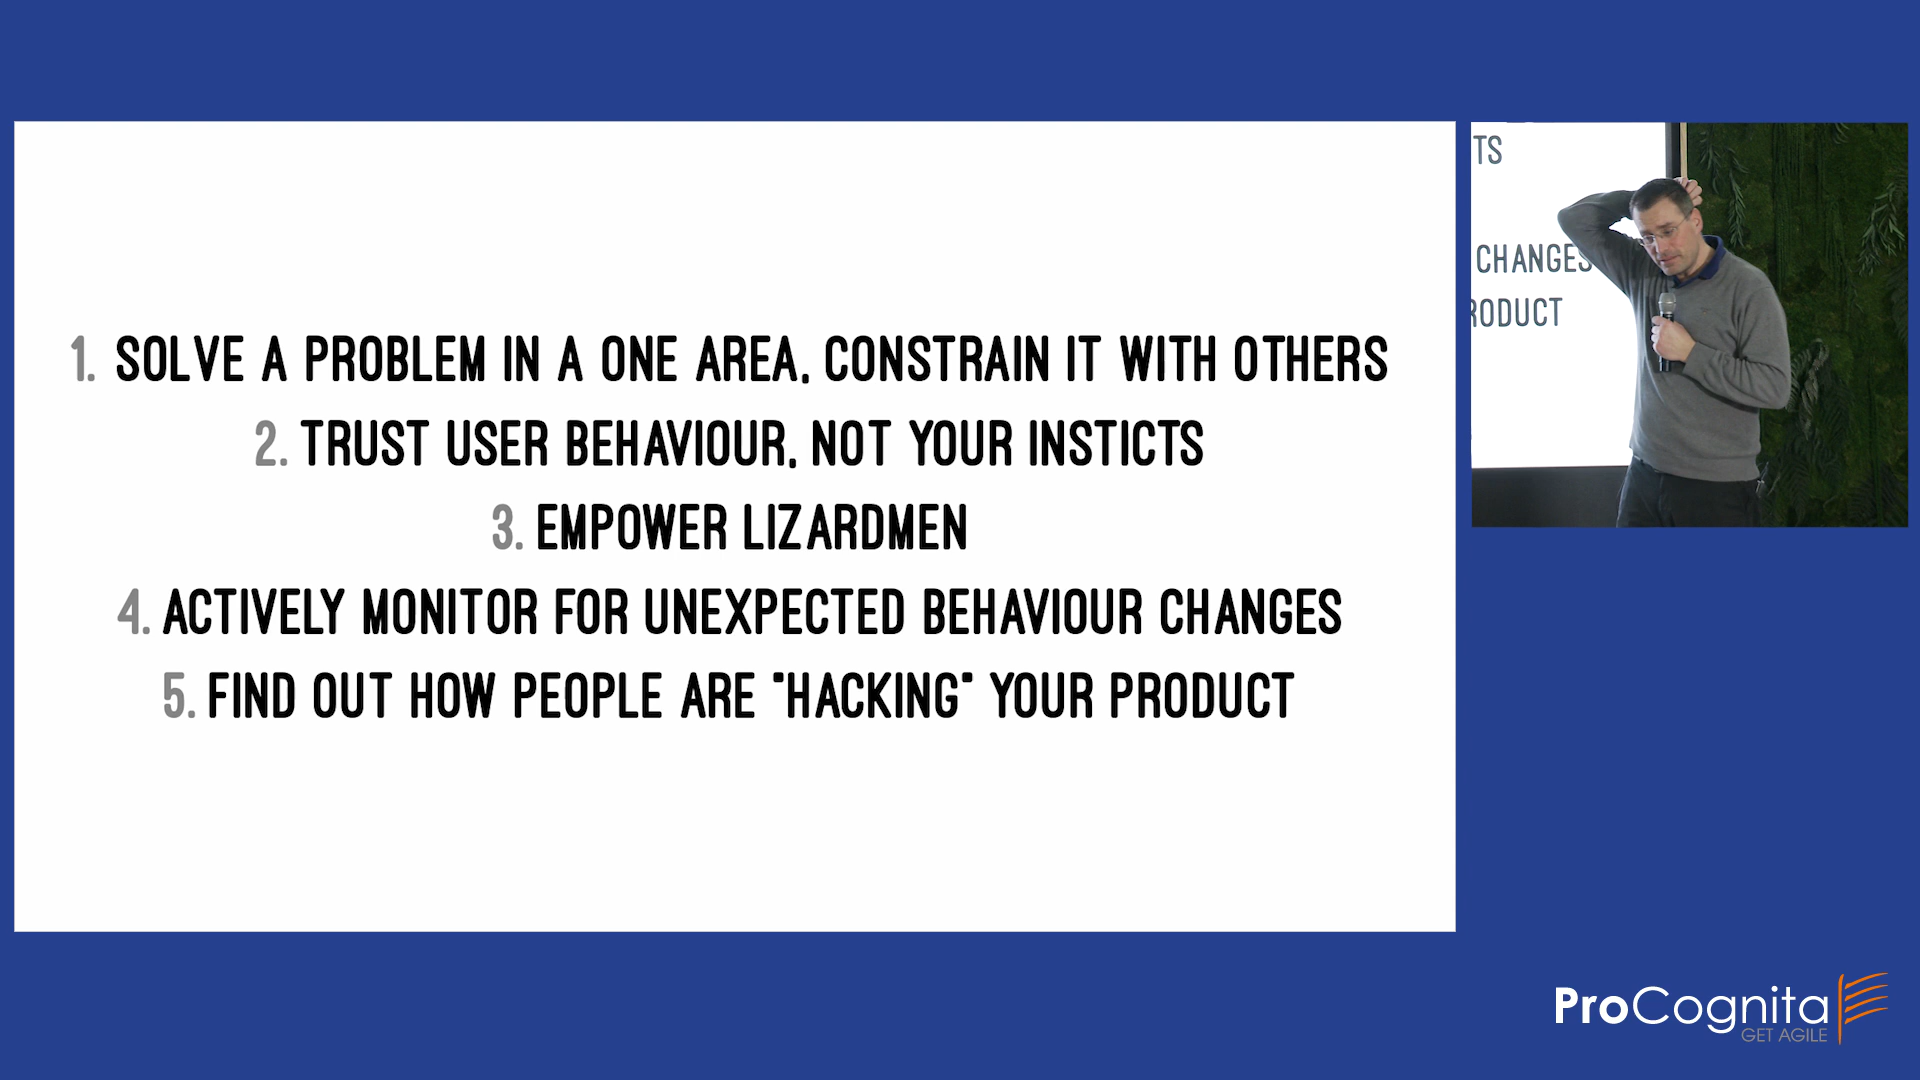 1. SOLVE A PROBLEM IN A ONE AREA, CONSTRAIN IT WITH OTHERS
2. TRUST USER BEHAVIOUR, NOT YOUR INSTICTS
3. EMPOWER LIZARDMEN
4. ACTIVELY MONITOR FOR UNEXPECTED BEHAVIOUR CHANGES
5. FIND OUT HOW PEOPLE ARE "HACKING" YOUR PRODUCT
TS
CHANGES
RODUCT
ProCognita
GET AGILE